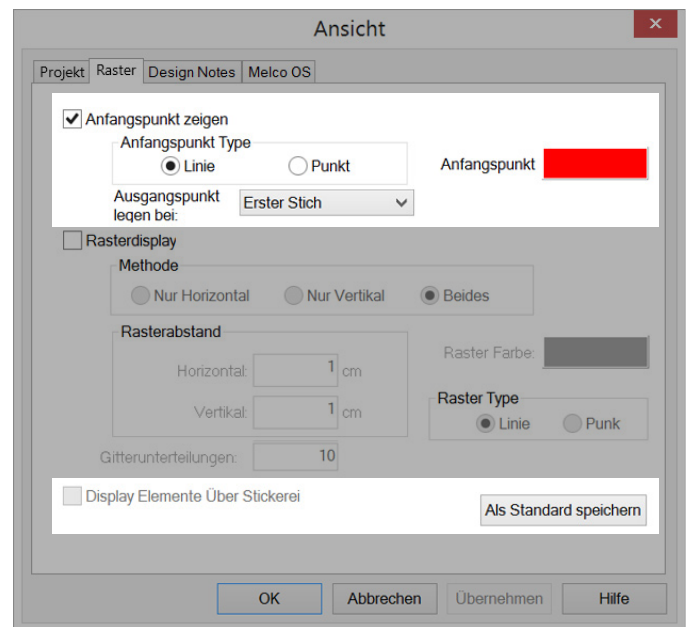 Ansicht
Projekt Raster Design Notes Melco OS
Anfangspunkt zeigen
Anfangspunkt Type
Linie Punkt Anfangspunkt
Ausgangspunkt
legen bei: Erster Stich
Rasterdisplay
Methode
Nur Horizontal Nur Vertikal Beides
Rasterabstand
Horizontal: 1 cm Raster Farbe:
Raster Type
Vertikal: 1 cm Linie Punk
Gitterunterteilungen: 10
Display Elemente Über Stickerei
Als Standard speichern
OK Abbrechen Übernehmen Hilfe